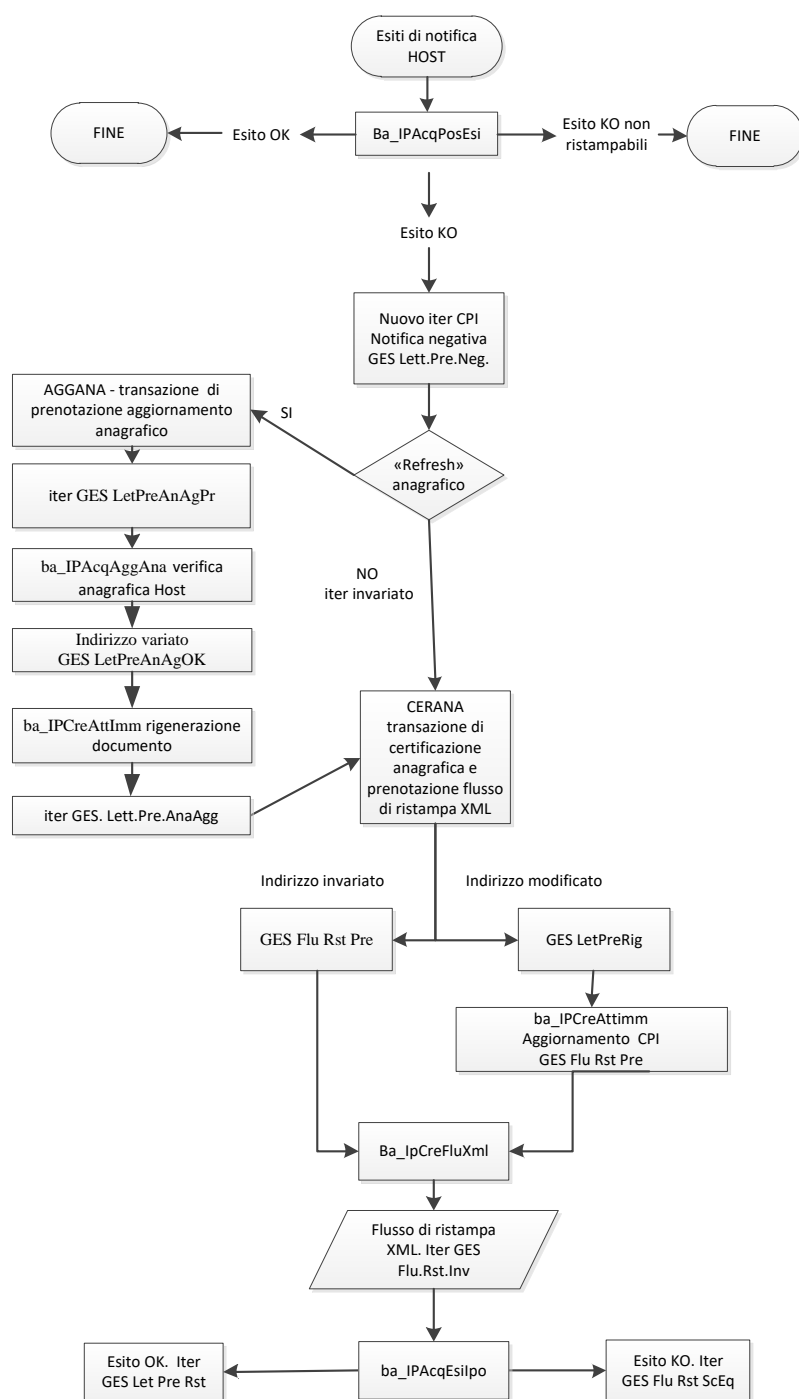 Esiti di notifica
HOST
FINE
Esito OK
Ba_IPAcqPosEsi
Esito KO non
ristampabili
FINE
Esito KO
Nuovo iter CPI
Notifica negativa
GES Lett.Pre.Neg.
AGGANA - transazione di
prenotazione aggiornamento
anagrafico
SI
«Refresh»
anagrafico
iter GES LetPreAnAgPr
ba_IPAcqAggAna verifica
anagrafica Host
NO
iter invariato
Indirizzo variato
GES LetPreAnAgOK
ba_IPCreAttImm rigenerazione
documento
iter GES. Lett.Pre.AnaAgg
CERANA
transazione di
certificazione
anagrafica e
prenotazione flusso
di ristampa XML
Indirizzo invariato
Indirizzo modificato
GES Flu Rst Pre
GES LetPreRig
ba_IPCreAttimm
Aggiornamento CPI
GES Flu Rst Pre
Ba_IpCreFluXml
Flusso di ristampa
XML. Iter GES
Flu.Rst.Inv
Esito OK. Iter
GES Let Pre Rst
ba_IPAcqEsiIpo
Esito KO. Iter
GES Flu Rst ScEq